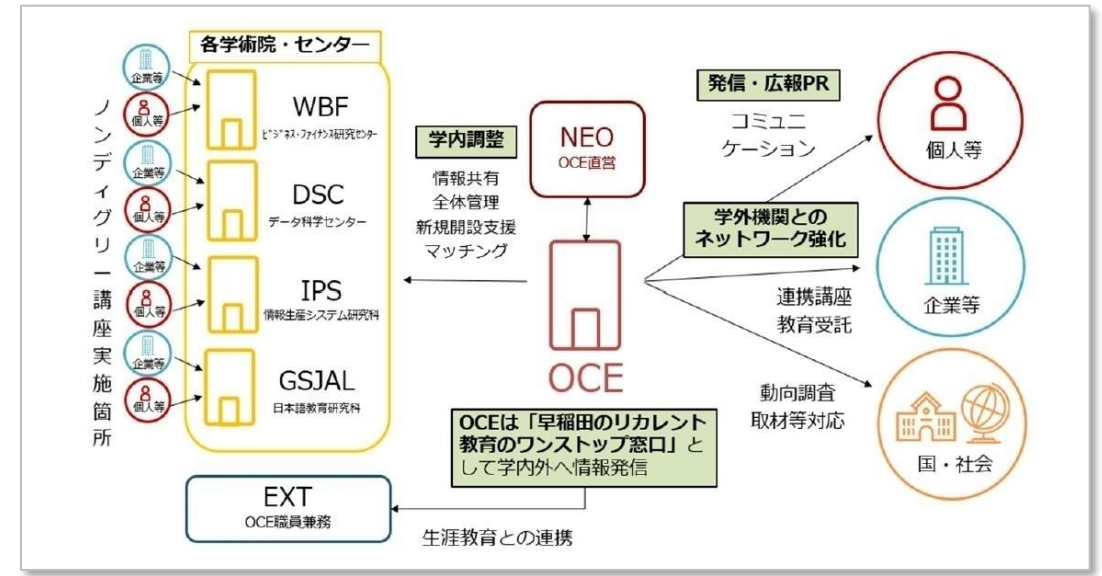 ノンディグリー講座実施箇所
企業等
個人等
企業等
個人等
企業等
個人等
企業等
個人等
各学術院・センター
WBF
ビジネス・ファイナンス研究センター
DSC
データ科学センター
IPS
情報生産システム研究科
GSJAL
日本語教育研究科
EXT
OCE職員兼務
学内調整
情報共有
全体管理
新規開設支援
マッチング
NEO
OCE直営
OCE
OCEは「早稲田のリカレント
教育のワンストップ窓口」と
して学内外へ情報発信
生涯教育との連携
発信・広報PR
コミュニ
ケーション
学外機関との
ネットワーク強化
連携講座
教育受託
動向調査
取材等対応
個人等
企業等
国・社会